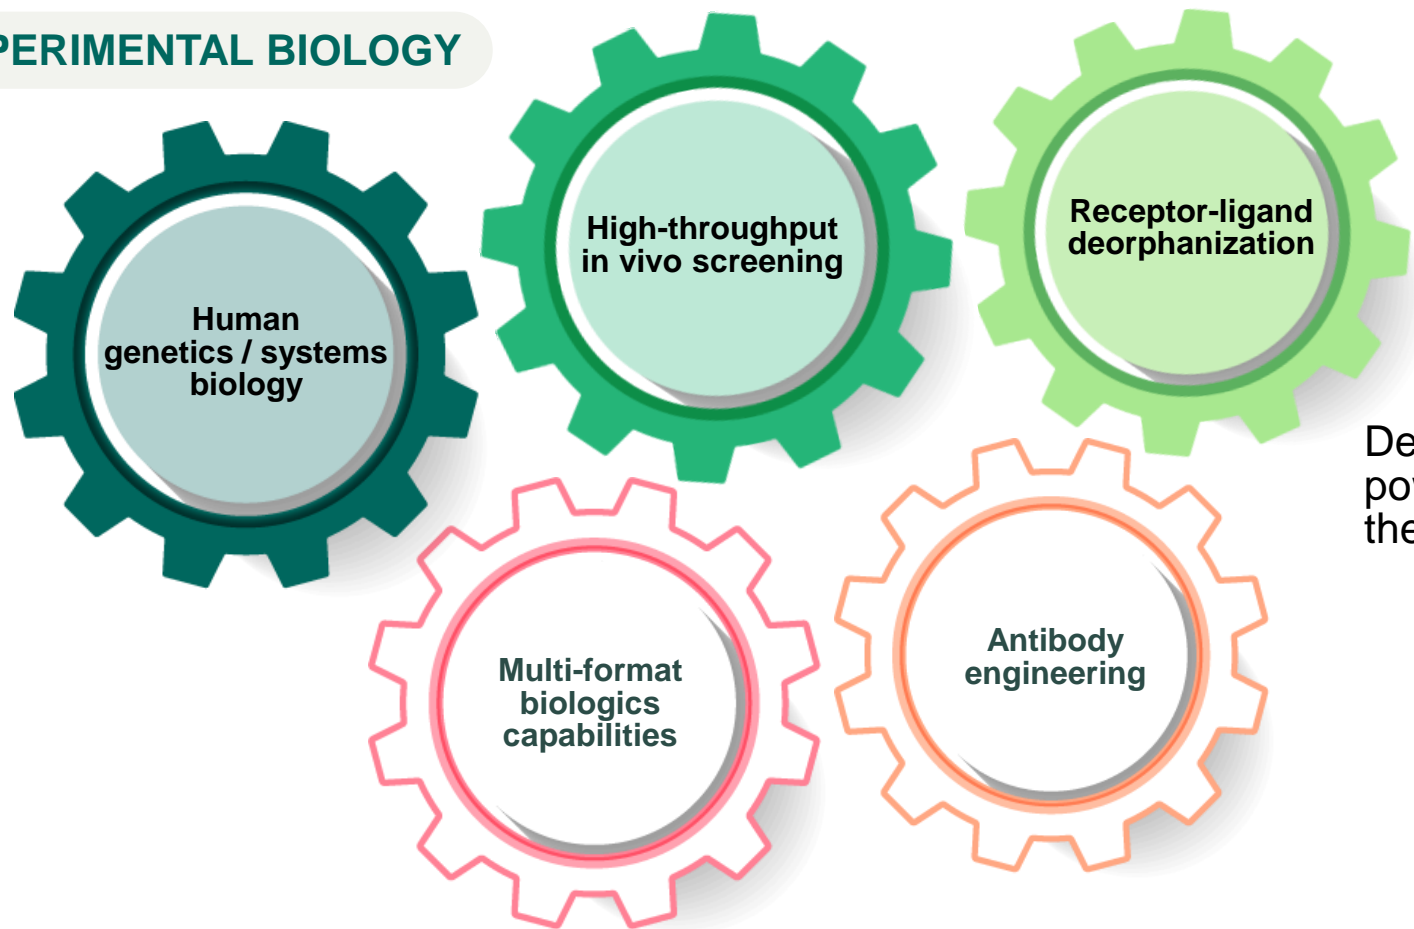 PERIMENTAL BIOLOGY
High-throughput
in vivo screening
Receptor-ligand
deorphanization
Human
genetics / systems
biology
Multi-format
biologics
capabilities
Antibody
engineering
De
pov
the